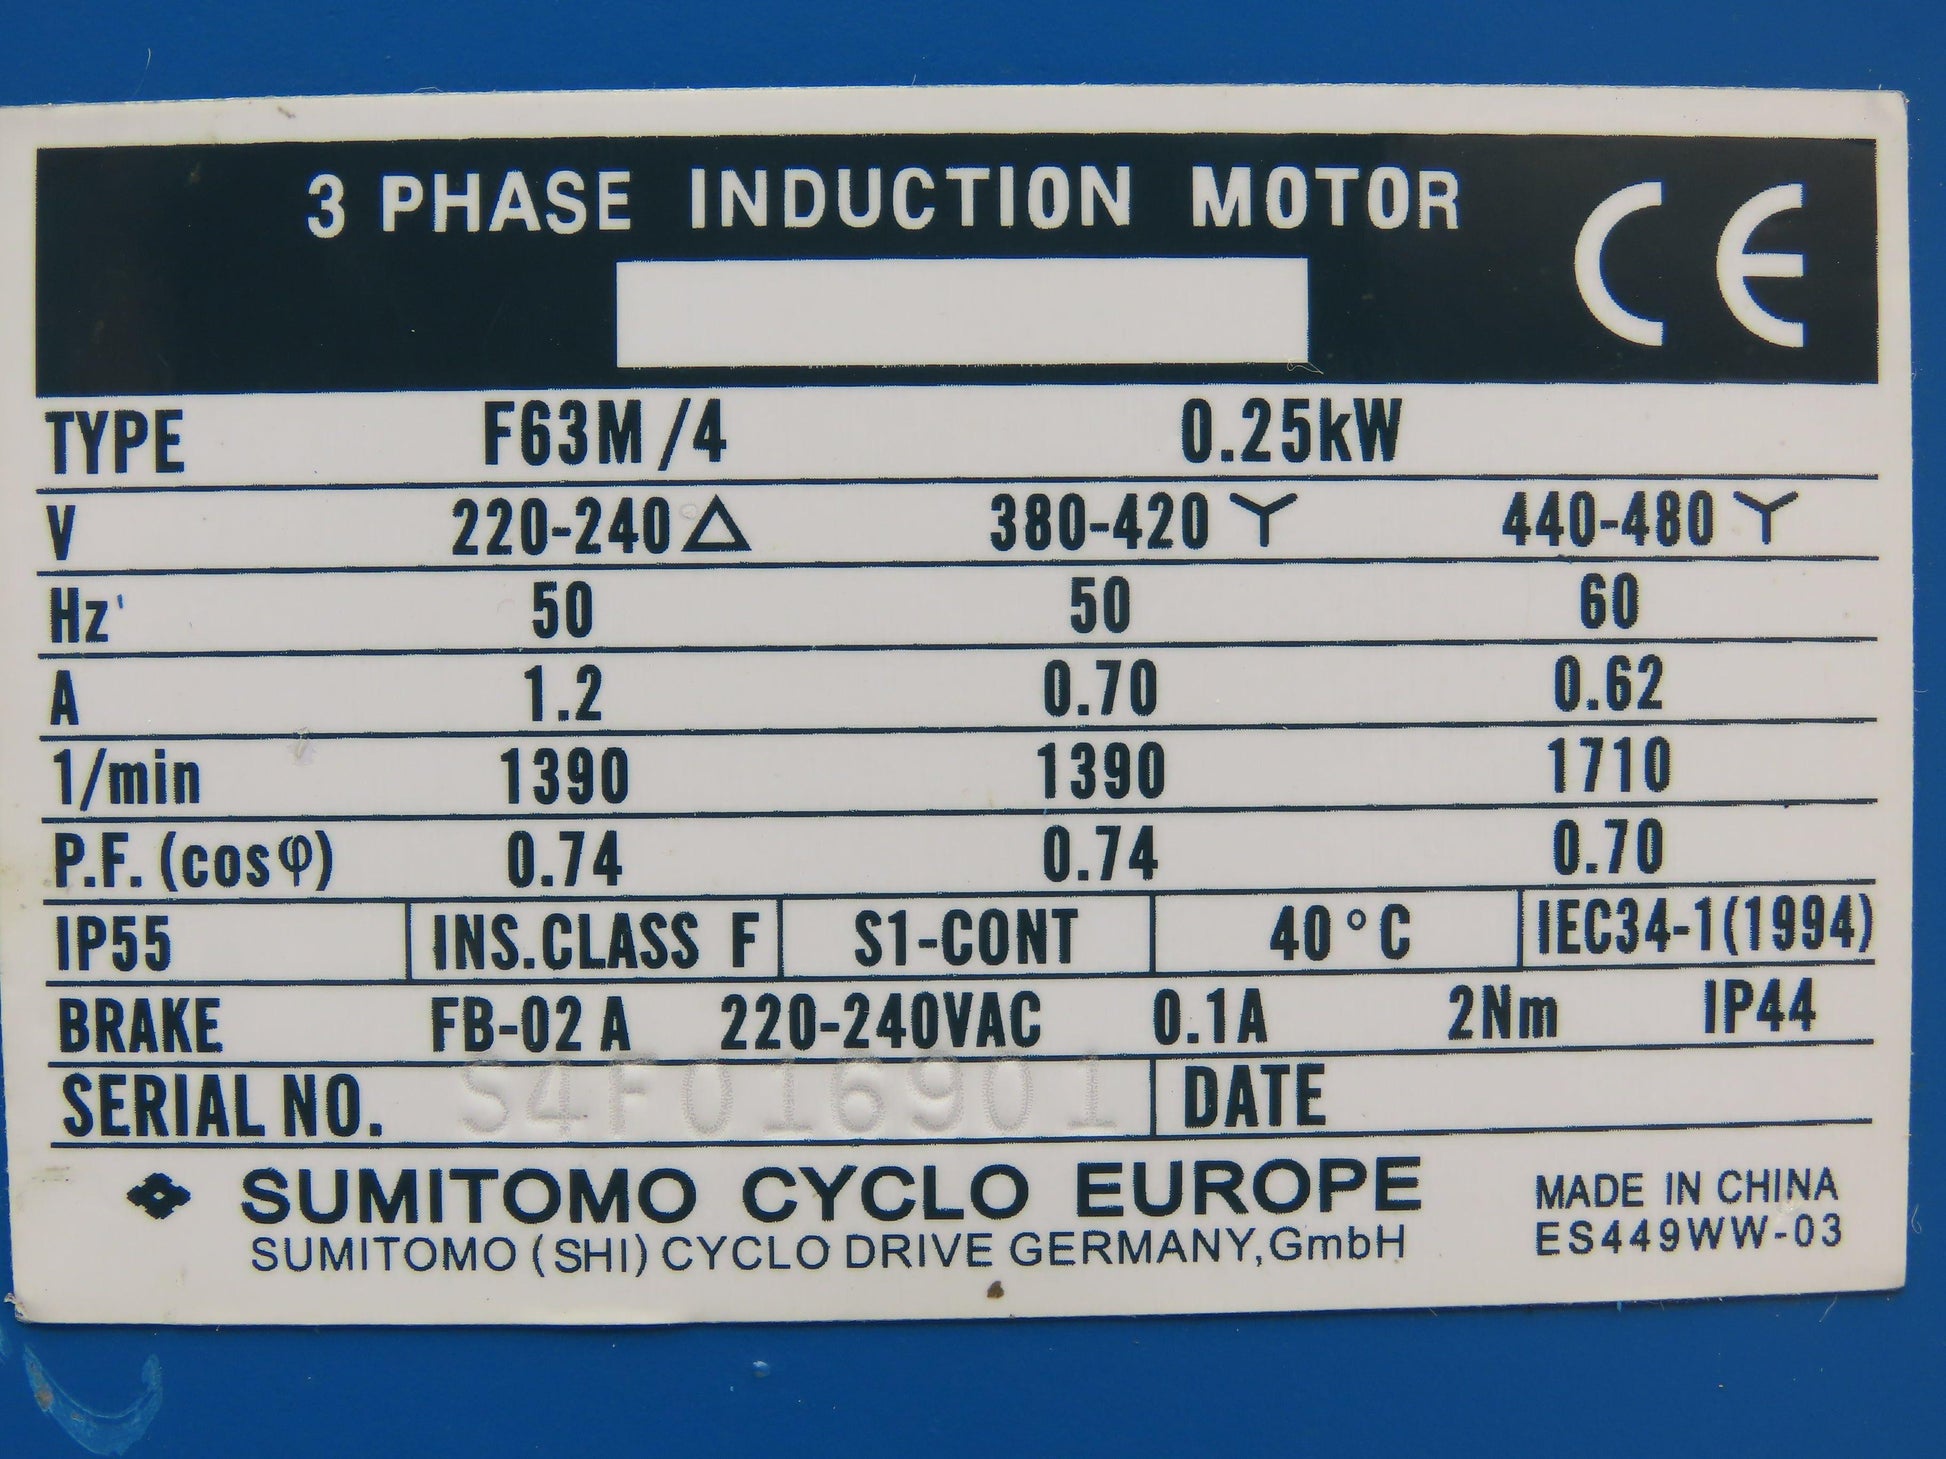 3 PHASE INDUCTION MOTOR CE
TYPE F63M/4 0.25kW
V 220-240△ 380-420Y 440-480Y
Hz 50 50 60
A 1.2 0.70 0.62
1/min 1390 1390 1710
P.F. (cosφ) 0.74 0.74 0.70
IP55 INS.CLASS F S1-CONT 40°C IEC34-1(1994)
BRAKE FB-02A 220-240VAC 0.1A 2Nm IP44
SERIAL NO. S4F016901 DATE
SUMITOMO CYCLO EUROPE
SUMITOMO (SHI) CYCLO DRIVE GERMANY,GmbH
MADE IN CHINA
ES449WW-03